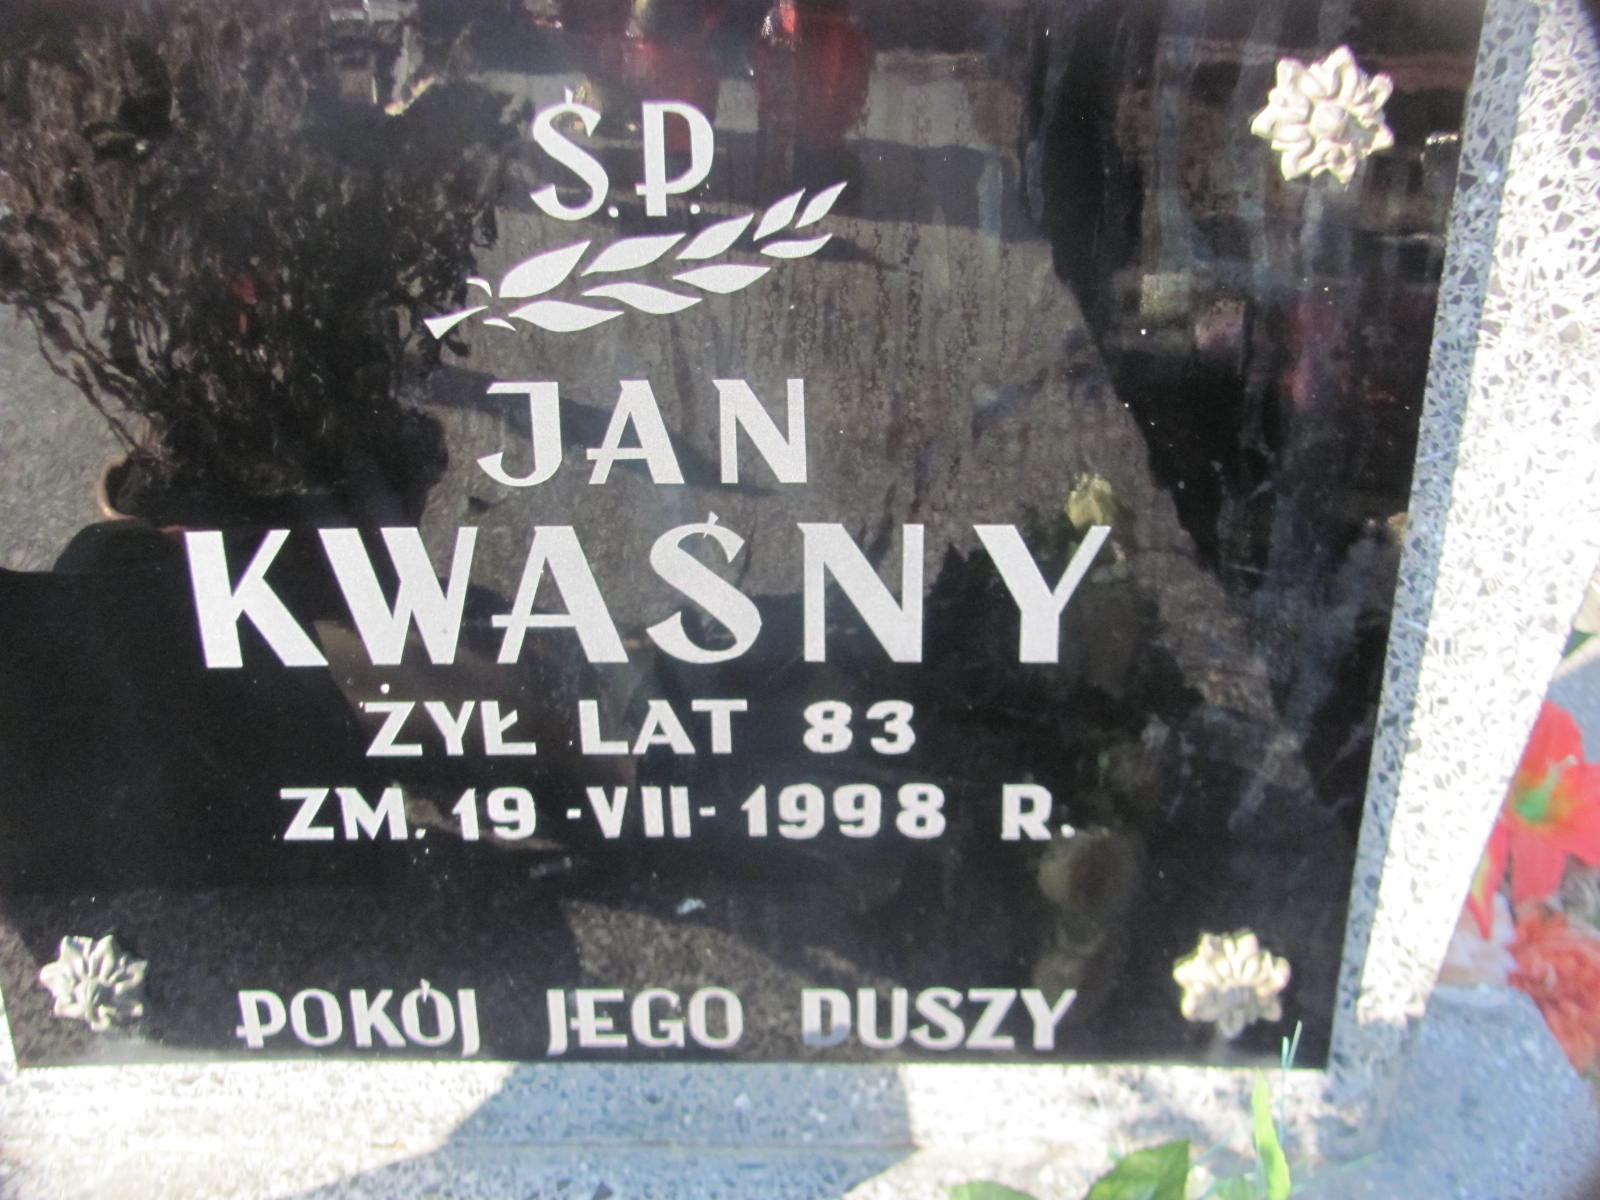 Ś.P.
JAN
KWAŚNY
ŻYŁ LAT 83
ZM. 19-VII-1998 R.
POKÓJ JEGO DUSZY